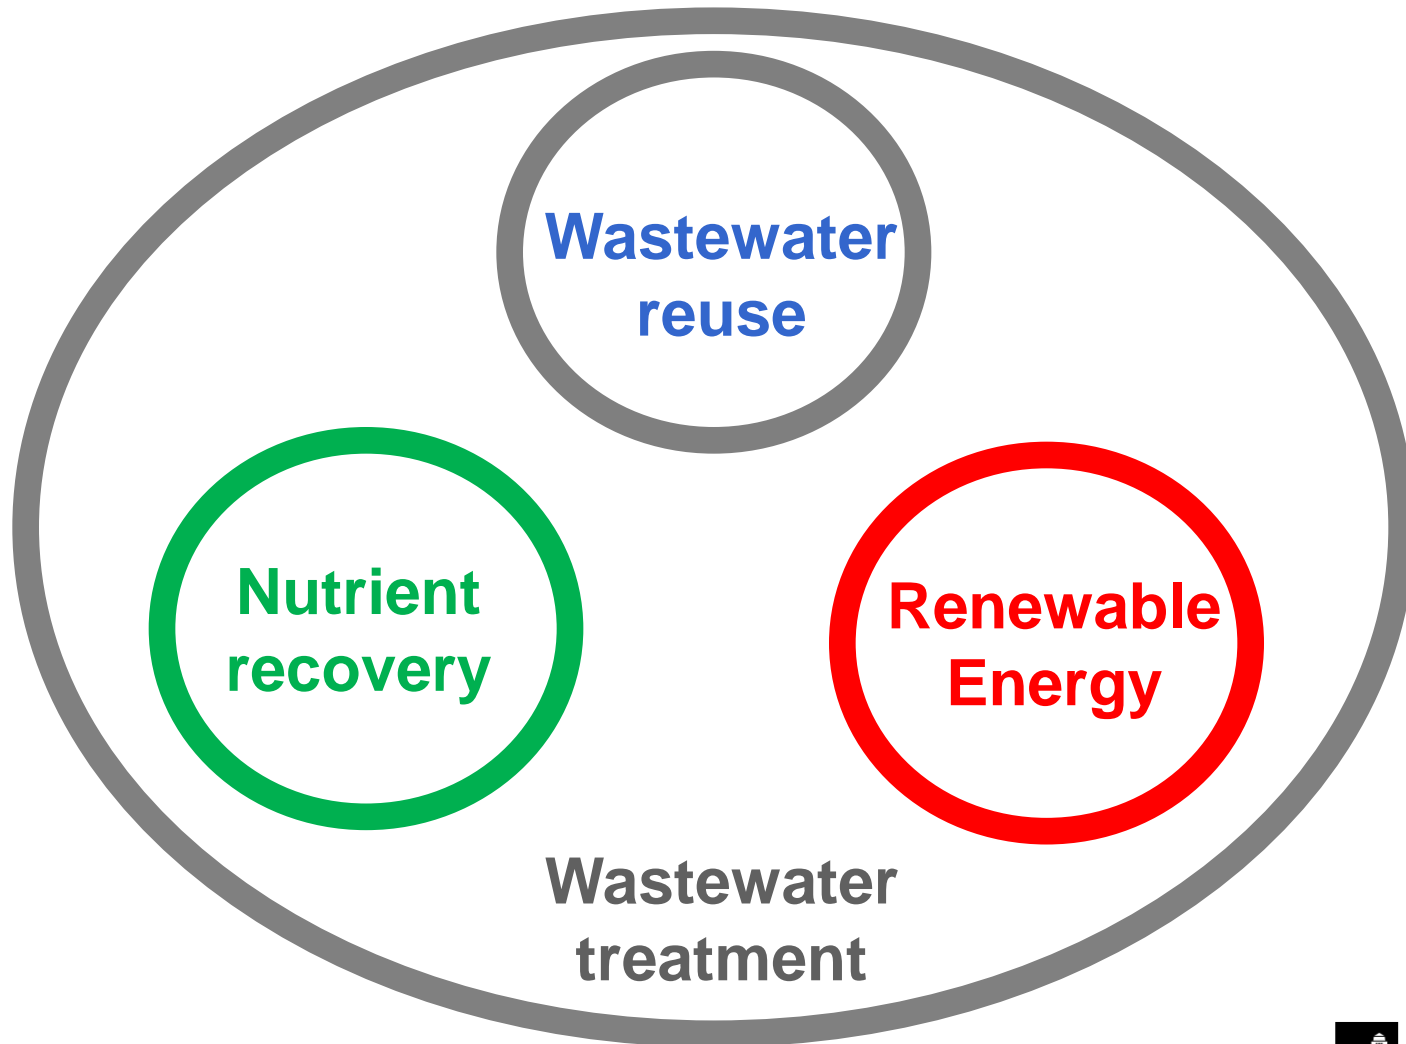 Wastewater
reuse
Nutrient
recovery
Renewable
Energy
Wastewater
treatment